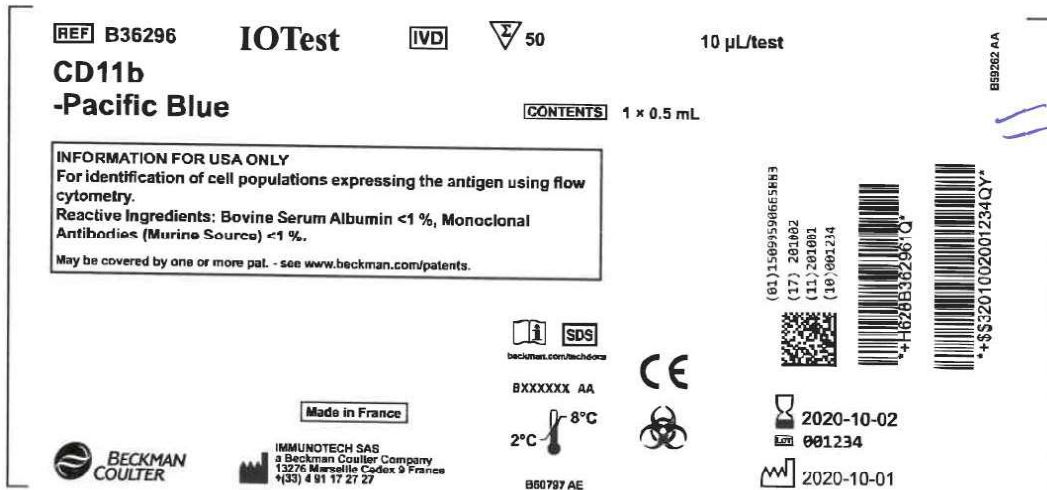 REF B36296 IOTest IVD Σ 50 10 µL/test
CD11b
-Pacific Blue
CONTENTS 1 × 0.5 mL
B59262 AA
INFORMATION FOR USA ONLY
For identification of cell populations expressing the antigen using flow
cytometry.
Reactive Ingredients: Bovine Serum Albumin <1 %, Monoclonal
Antibodies (Murine Source) <1 %.
May be covered by one or more pat. - see www.beckman.com/patents.
(17) 201002
(11)201001
(10)001234
*+H628B362961Q*
*+$$3201002001234QY*
i SDS
beckman.com/techdocs
BXXXXXX AA
CE
Made in France
2°C 8°C
2020-10-02
LOT 001234
2020-10-01
BECKMAN
COULTER
IMMUNOTECH SAS
a Beckman Coulter Company
13276 Marseille Cedex 9 France
+(33) 4 91 17 27 27
B60797 AE